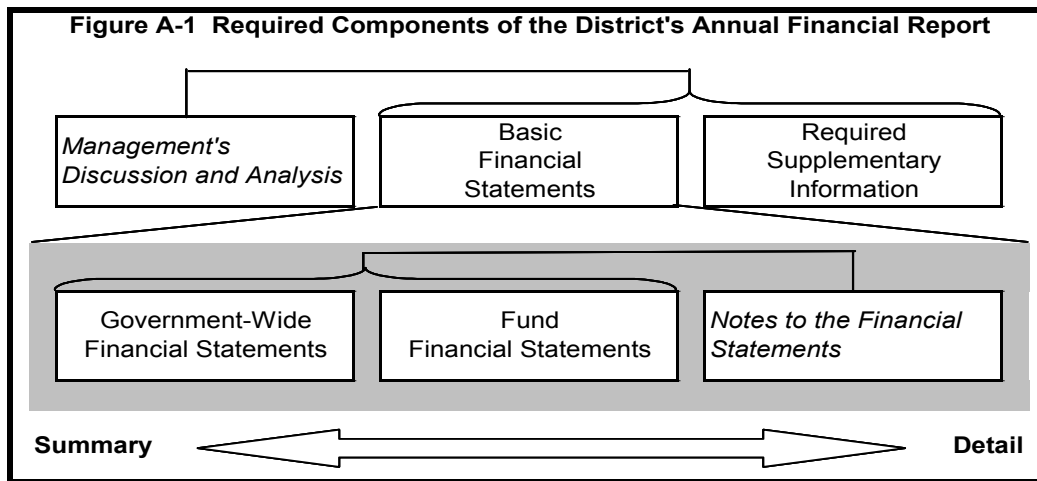 Figure A-1 Required Components of the District's Annual Financial Report
Management's
Discussion and Analysis
Basic
Financial
Statements
Required
Supplementary
Information
Government-Wide
Financial Statements
Fund
Financial Statements
Notes to the Financial
Statements
Summary
Detail